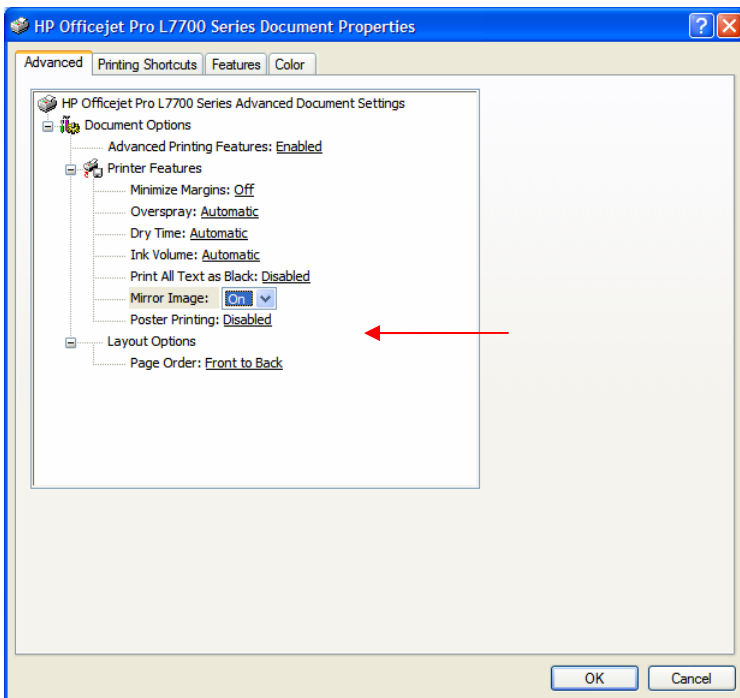 HP Officejet Pro L7700 Series Document Properties
Advanced Printing Shortcuts Features Color
HP Officejet Pro L7700 Series Advanced Document Settings
Document Options
Advanced Printing Features: Enabled
Printer Features
Minimize Margins: Off
Overspray: Automatic
Dry Time: Automatic
Ink Volume: Automatic
Print All Text as Black: Disabled
Mirror Image: On
Poster Printing: Disabled
Layout Options
Page Order: Front to Back
OK Cancel